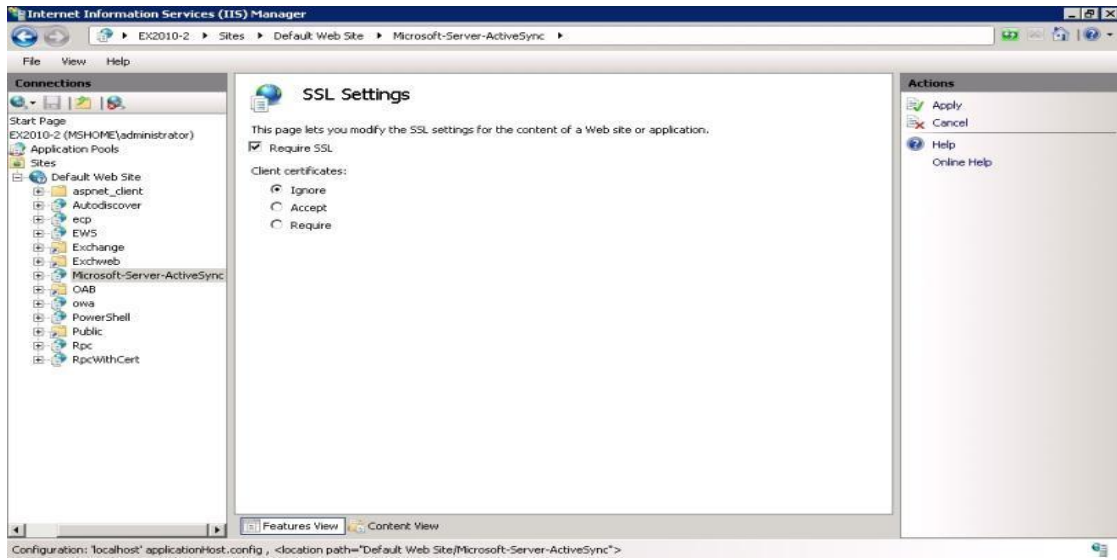 Internet Information Services (IIS) Manager
EX2010-2 Sites Default Web Site Microsoft-Server-ActiveSync
File View Help
Connections
Start Page
EX2010-2 (MSHOME\administrator)
Application Pools
Sites
Default Web Site
aspnet_client
Autodiscover
ecp
EWS
Exchange
Exchweb
Microsoft-Server-ActiveSync
OAB
owa
PowerShell
Public
Rpc
RpcWithCert
SSL Settings
This page lets you modify the SSL settings for the content of a Web site or application.
Require SSL
Client certificates:
Ignore
Accept
Require
Features View Content View
Actions
Apply
Cancel
Help
Online Help
Configuration: 'localhost' applicationHost.config , <location path="Default Web Site/Microsoft-Server-ActiveSync">